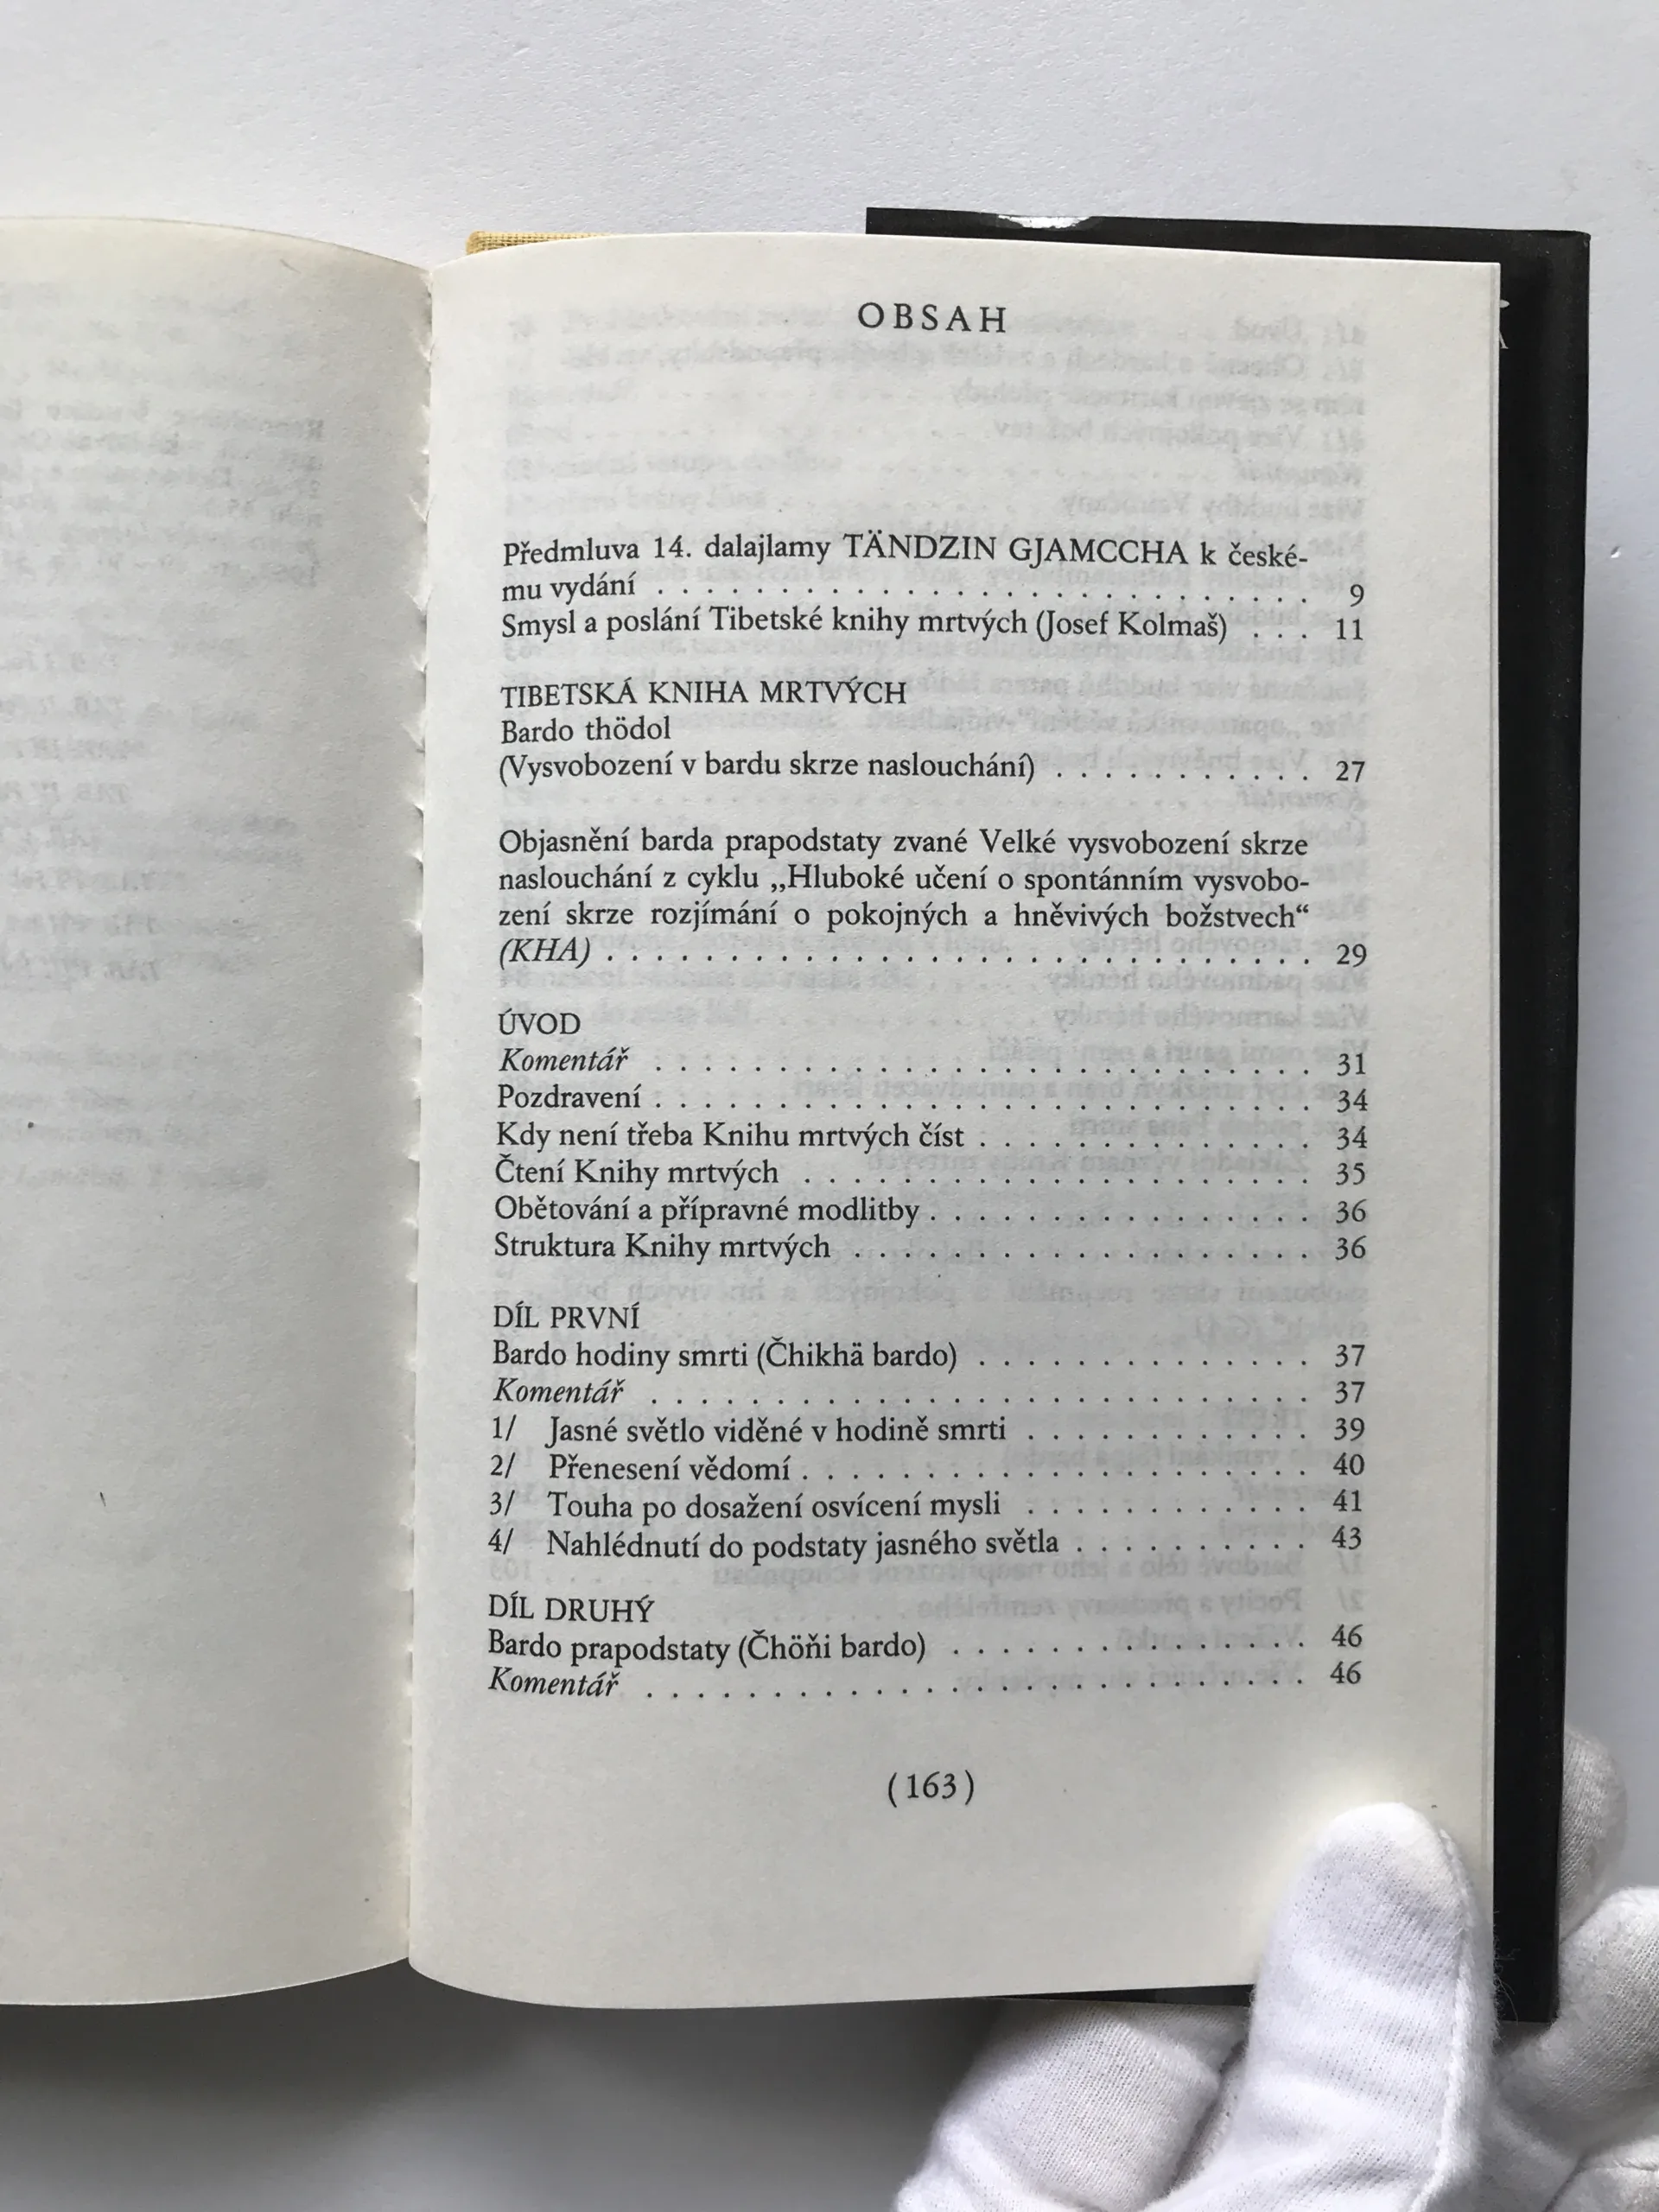 OBSAH
Předmluva 14. dalajlamy TÄNDZIN GJAMCCHA k české-
mu vydání . . . . . . . . . . . . . . . . . . . . . . . . . . . 9
Smysl a poslání Tibetské knihy mrtvých (Josef Kolmaš) . . . 11
TIBETSKÁ KNIHA MRTVÝCH
Bardo thödol
(Vysvobození v bardu skrze naslouchání) . . . . . . . . . . . 27
Objasnění barda prapodstaty zvané Velké vysvobození skrze
naslouchání z cyklu „Hluboké učení o spontánním vysvobo-
zení skrze rozjímání o pokojných a hněvivých božstvech“
(KHA) . . . . . . . . . . . . . . . . . . . . . . . . . . . . . 29
ÚVOD
Komentář . . . . . . . . . . . . . . . . . . . . . . . . . . . 31
Pozdravení . . . . . . . . . . . . . . . . . . . . . . . . . . . 34
Kdy není třeba Knihu mrtvých číst . . . . . . . . . . . . . . 34
Čtení Knihy mrtvých . . . . . . . . . . . . . . . . . . . . . 35
Obětování a přípravné modlitby . . . . . . . . . . . . . . . . 36
Struktura Knihy mrtvých . . . . . . . . . . . . . . . . . . . 36
DÍL PRVNÍ
Bardo hodiny smrti (Čhikhä bardo) . . . . . . . . . . . . . . 37
Komentář . . . . . . . . . . . . . . . . . . . . . . . . . . . 37
1/ Jasné světlo viděné v hodině smrti . . . . . . . . . . . . 39
2/ Přenesení vědomí . . . . . . . . . . . . . . . . . . . . . 40
3/ Touha po dosažení osvícení mysli . . . . . . . . . . . . 41
4/ Nahlédnutí do podstaty jasného světla . . . . . . . . . . 43
DÍL DRUHÝ
Bardo prapodstaty (Čhöňi bardo) . . . . . . . . . . . . . . . 46
Komentář . . . . . . . . . . . . . . . . . . . . . . . . . . . 46
(163)